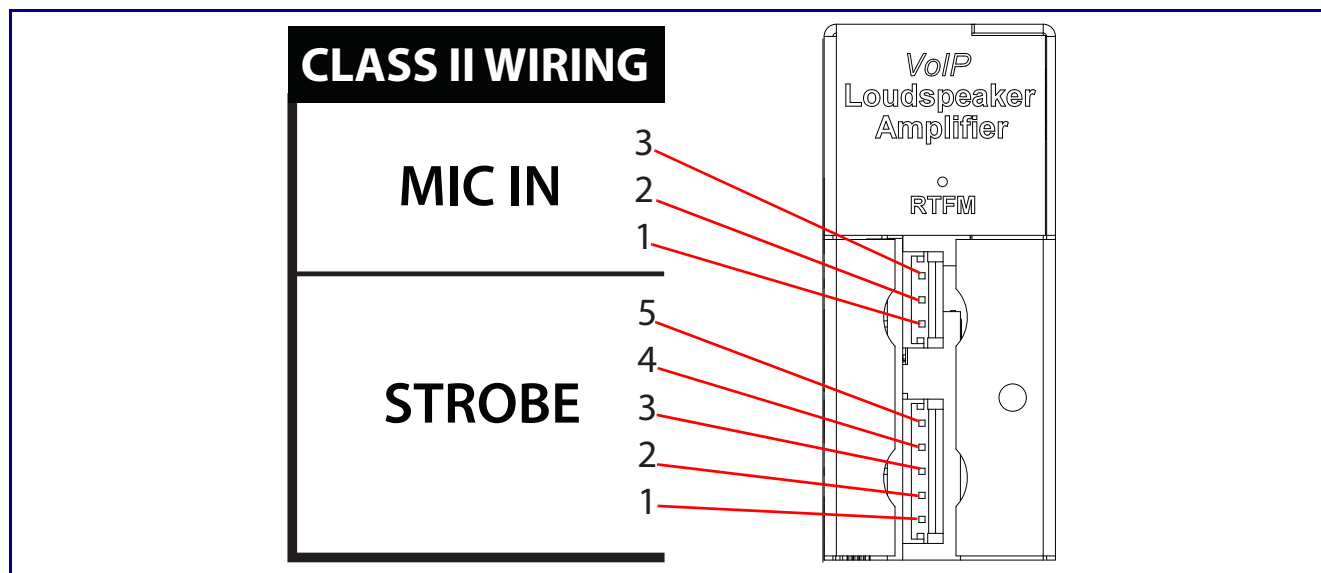 CLASS II WIRING
MIC IN
3
2
1
STROBE
5
4
3
2
1
VoIP
Loudspeaker
Amplifier
RTFM